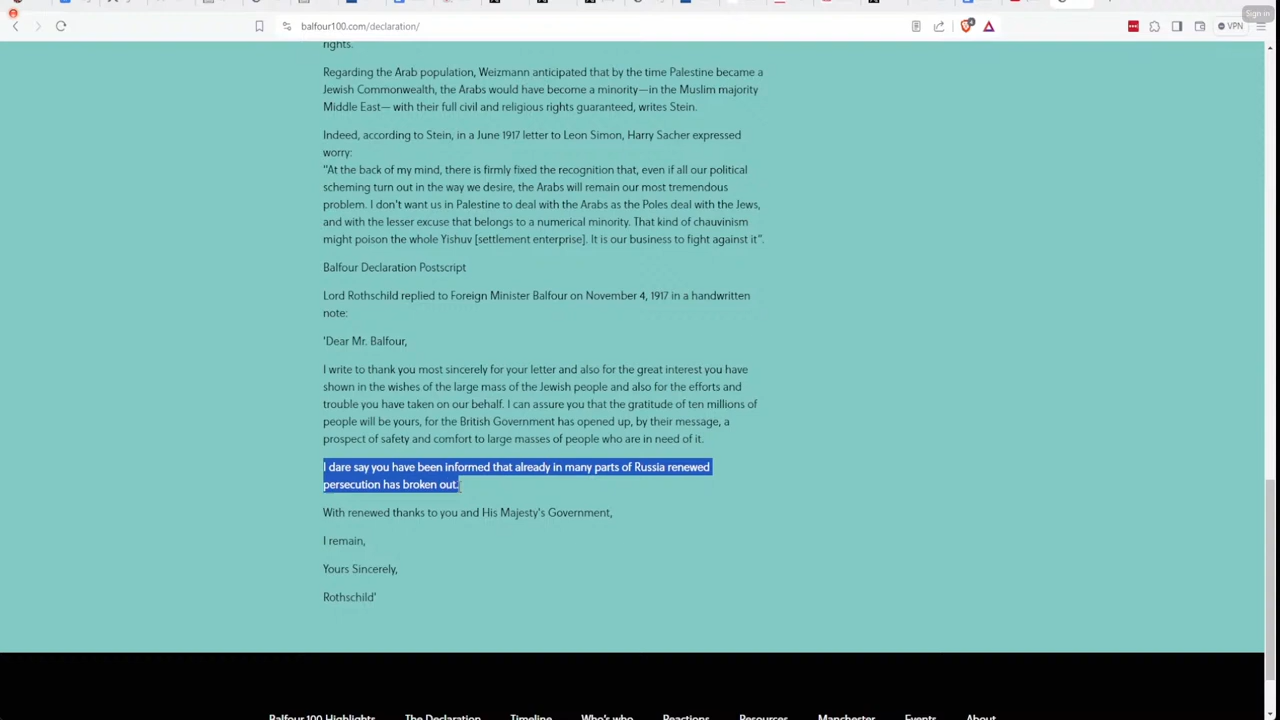 Sign in
balfour100.com/declaration/
VPN
rights.
Regarding the Arab population, Weizmann anticipated that by the time Palestine became a
Jewish Commonwealth, the Arabs would have become a minority—in the Muslim majority
Middle East— with their full civil and religious rights guaranteed, writes Stein.
Indeed, according to Stein, in a June 1917 letter to Leon Simon, Harry Sacher expressed
worry:
"At the back of my mind, there is firmly fixed the recognition that, even if all our political
scheming turn out in the way we desire, the Arabs will remain our most tremendous
problem. I don't want us in Palestine to deal with the Arabs as the Poles deal with the Jews,
and with the lesser excuse that belongs to a numerical minority. That kind of chauvinism
might poison the whole Yishuv [settlement enterprise]. It is our business to fight against it".
Balfour Declaration Postscript
Lord Rothschild replied to Foreign Minister Balfour on November 4, 1917 in a handwritten
note:
'Dear Mr. Balfour,
I write to thank you most sincerely for your letter and also for the great interest you have
shown in the wishes of the large mass of the Jewish people and also for the efforts and
trouble you have taken on our behalf. I can assure you that the gratitude of ten millions of
people will be yours, for the British Government has opened up, by their message, a
prospect of safety and comfort to large masses of people who are in need of it.
I dare say you have been informed that already in many parts of Russia renewed
persecution has broken out.
With renewed thanks to you and His Majesty's Government,
I remain,
Yours Sincerely,
Rothschild'
Balfour 100 Highlights The Declaration Timeline Who's who Reactions Resources Manchester Events About